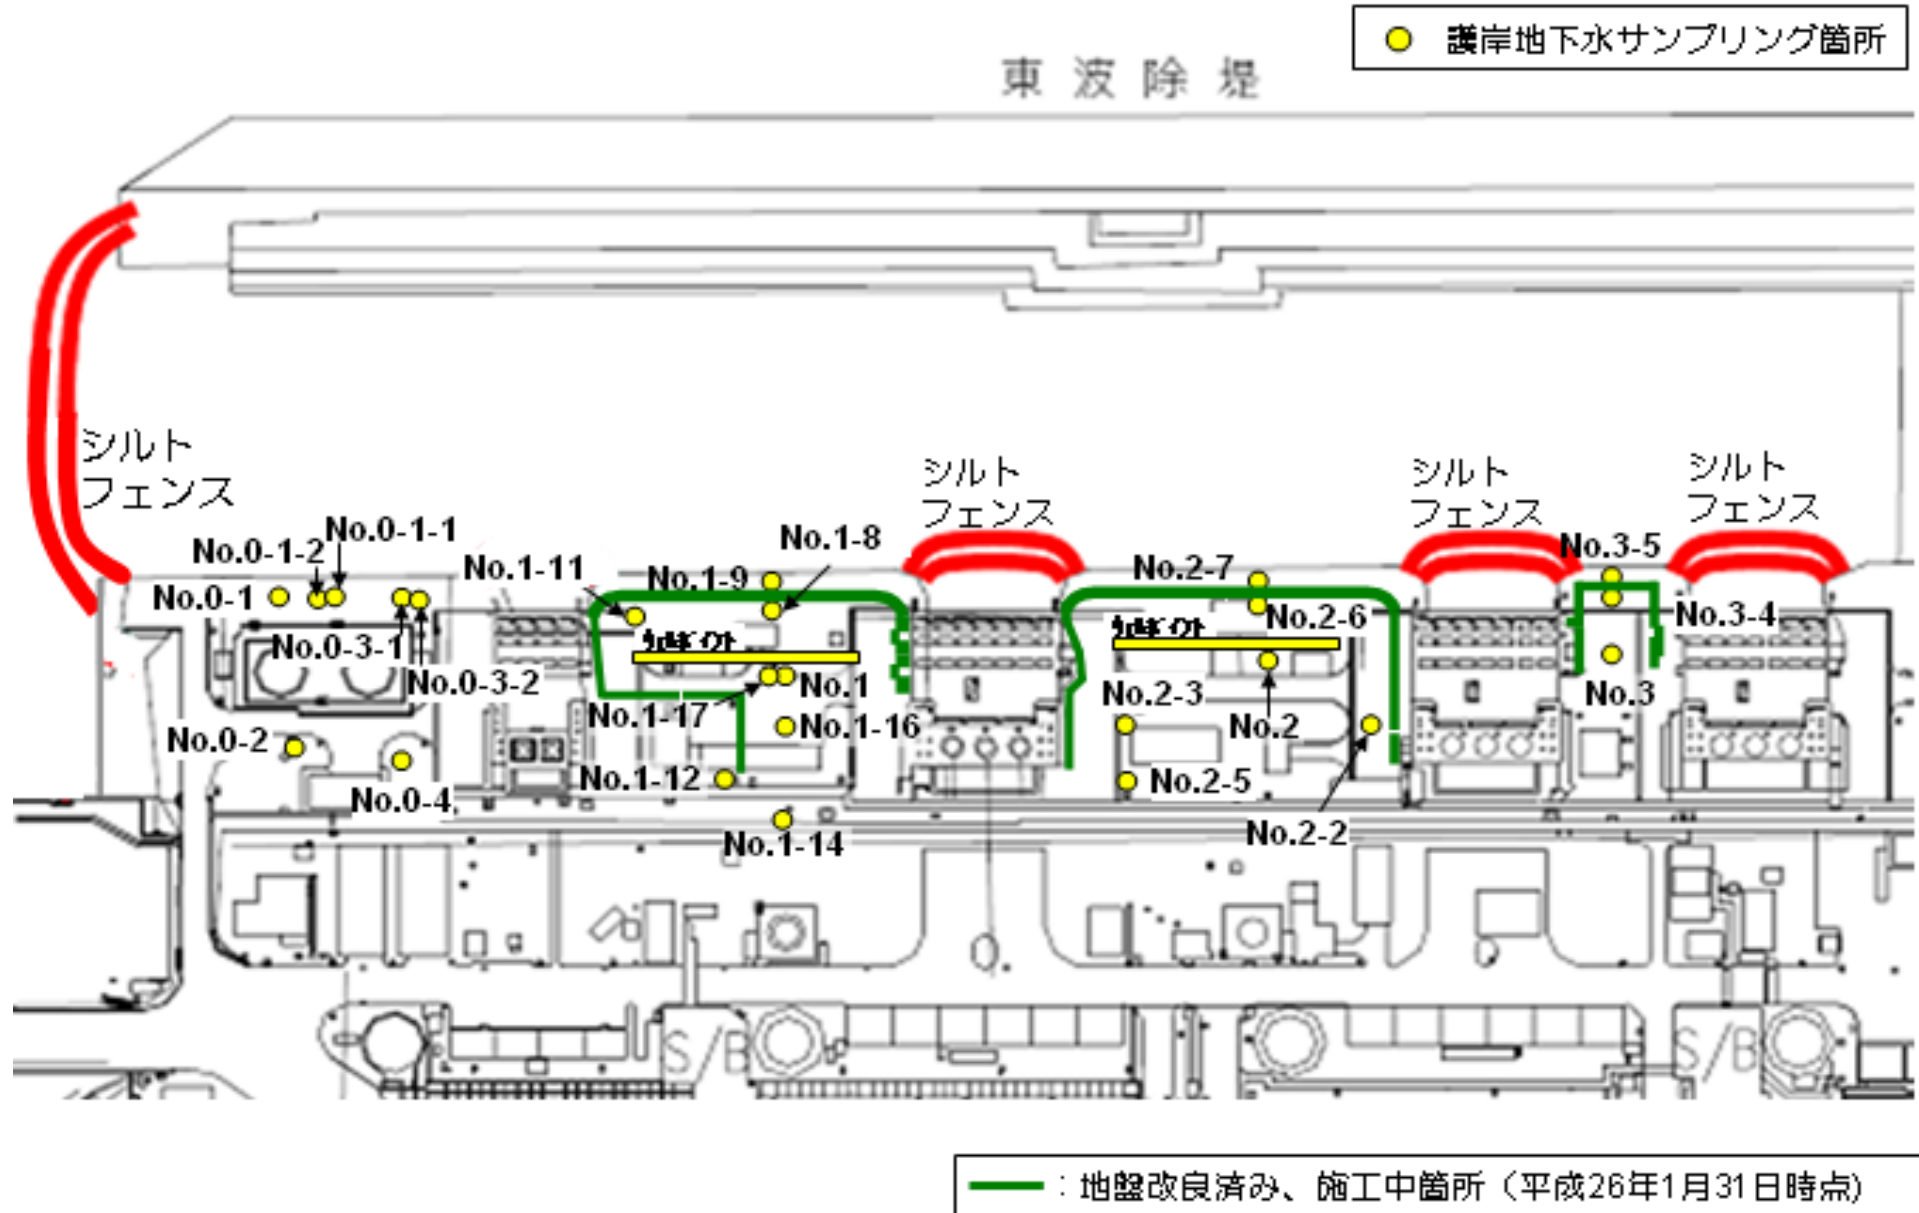 護岸地下水サンプリング箇所
東波除堤
シルト
フェンス
シルト
フェンス
シルト
フェンス
シルト
フェンス
No.0-1-1
No.0-1-2
No.0-1
No.0-3-1
No.0-3-2
No.0-2
No.0-4
No.1-11
No.1-9
No.1-8
No.1
No.1-17
No.1-16
No.1-12
No.1-14
No.2-7
No.2-6
No.2-3
No.2
No.2-5
No.2-2
No.3-5
No.3-4
No.3
S/B
S/B
：地盤改良済み、施工中箇所（平成26年1月31日時点）